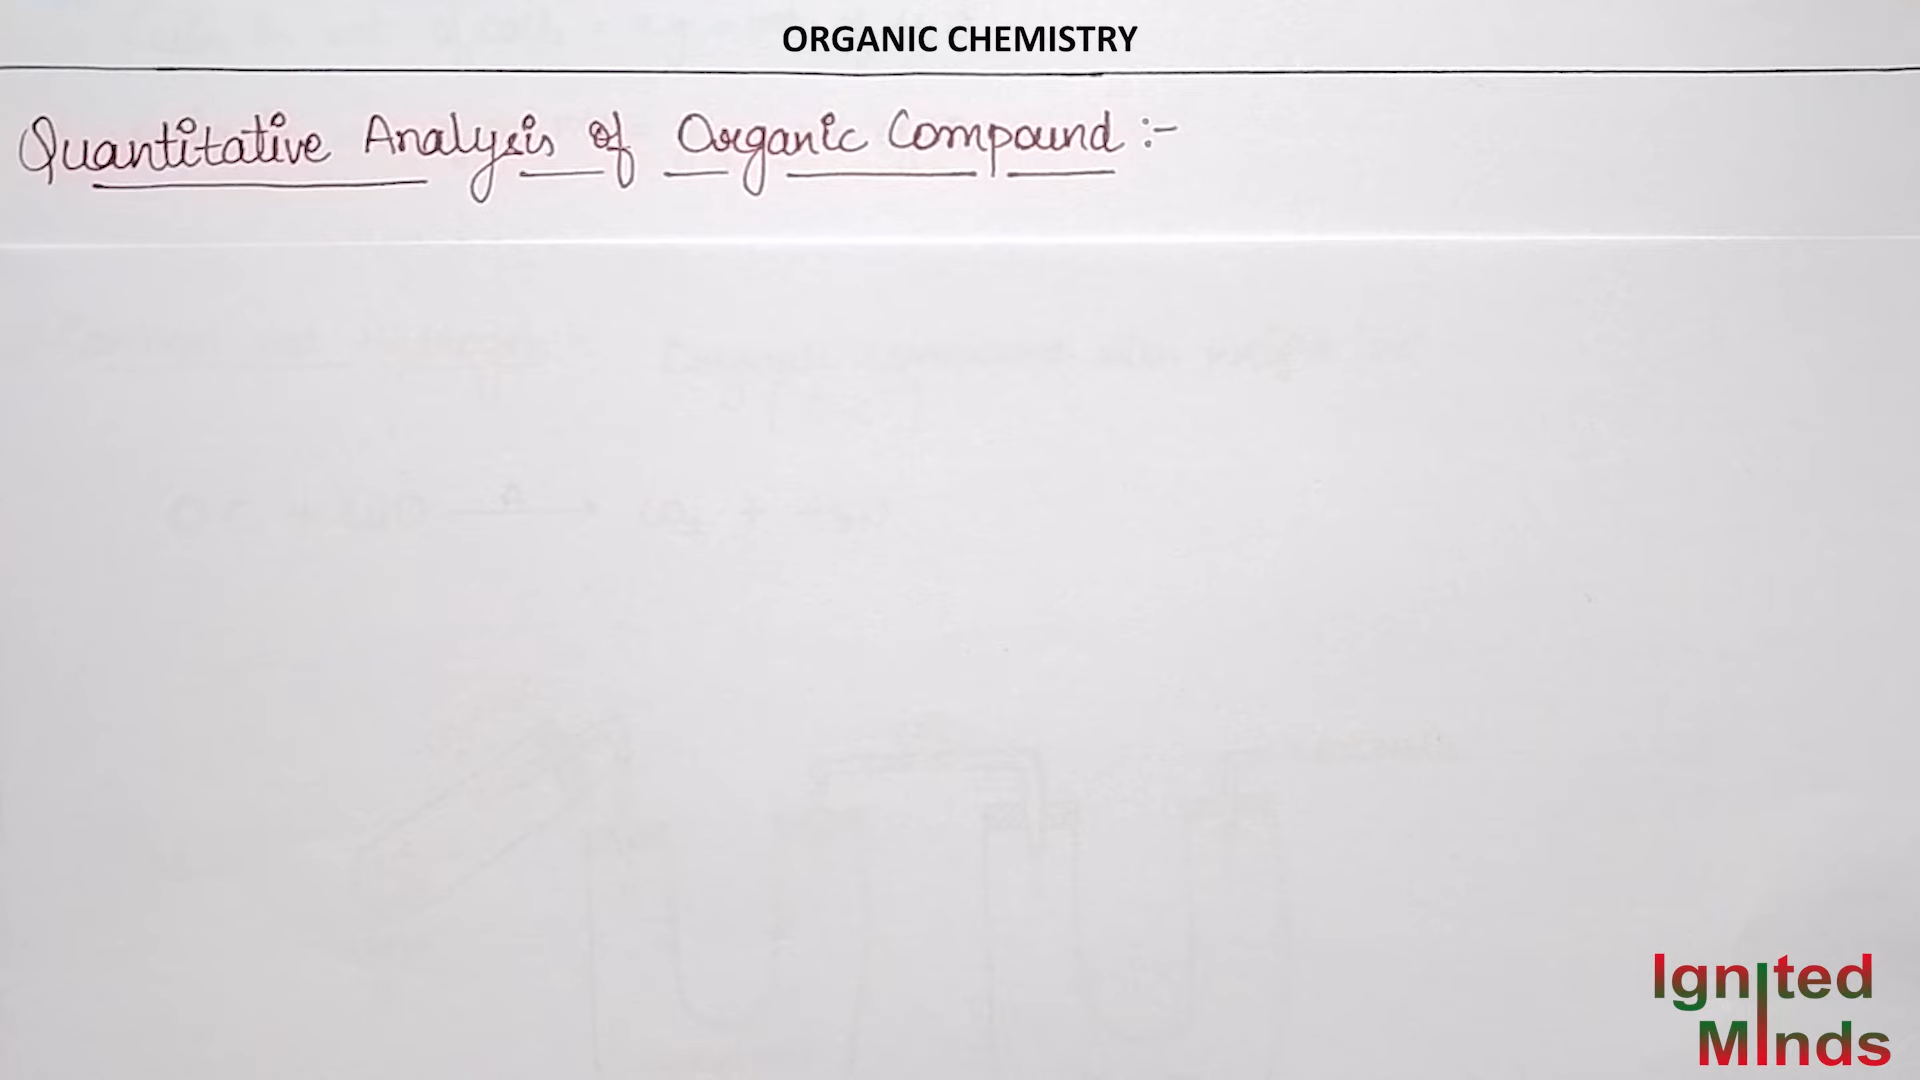 ORGANIC CHEMISTRY
Quantitative Analysis of Organic Compound :-
Ignited
Minds